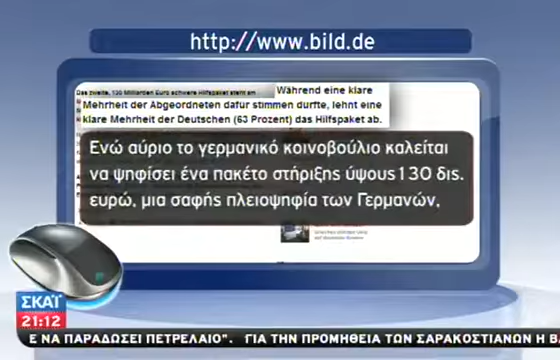 http://www.bild.de
Das zweite, 130 Milliarden Euro schwere Hilfspaket
Während eine klare
Mehrheit der Abgeordneten dafür stimmen dürfte, lehnt eine
klare Mehrheit der Deutschen (63 Prozent) das Hilfspaket ab.
Ενώ αύριο το γερμανικό κοινοβούλιο καλείται
να ψηφίσει ένα πακέτο στήριξης ύψους 130 δις.
ευρώ, μια σαφής πλειοψηφία των Γερμανών,
ΣΚΑΪ
21:12
Ε ΝΑ ΠΑΡΑΔΩΣΕΙ ΠΕΤΡΕΛΑΙΟ". ΓΙΑ ΤΗΝ ΠΡΟΜΗΘΕΙΑ ΤΩΝ ΣΑΡΑΚΟΣΤΙΑΝΩΝ Η Β